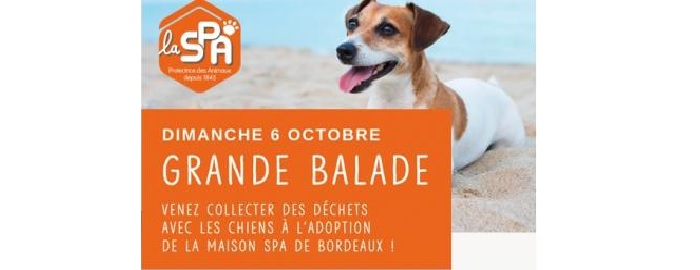 la SPA
Protectrice des Animaux
depuis 1845
DIMANCHE 6 OCTOBRE
GRANDE BALADE
VENEZ COLLECTER DES DÉCHETS
AVEC LES CHIENS À L'ADOPTION
DE LA MAISON SPA DE BORDEAUX !